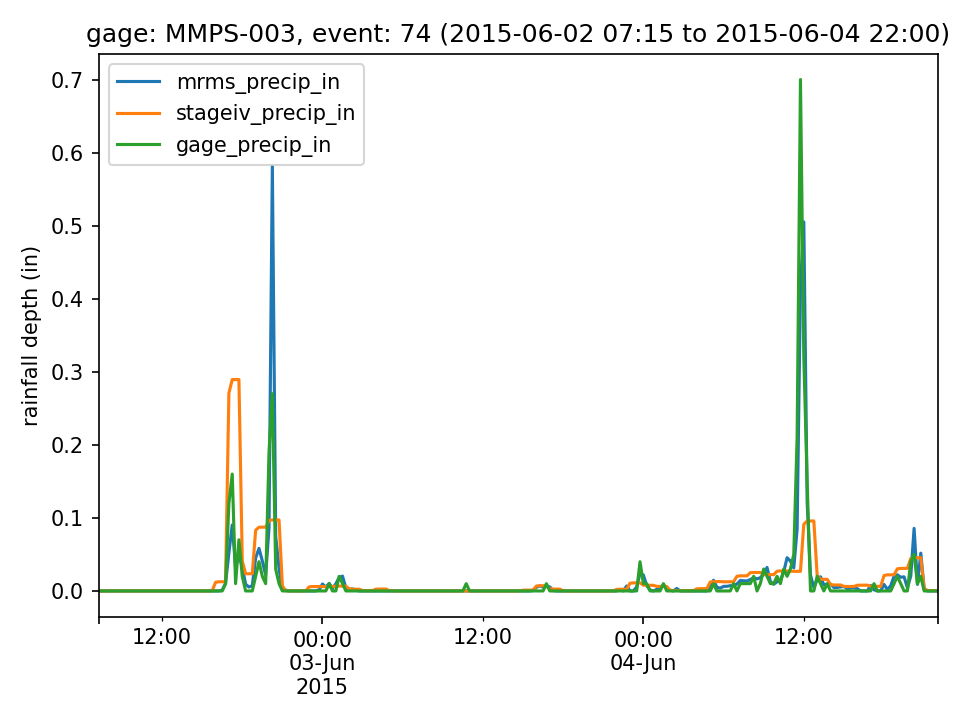 gage: MMPS-003, event: 74 (2015-06-02 07:15 to 2015-06-04 22:00)
mrms_precip_in
stageiv_precip_in
gage_precip_in
rainfall depth (in)
0.7
0.6
0.5
0.4
0.3
0.2
0.1
0.0
12:00
00:00
03-Jun
2015
12:00
00:00
04-Jun
12:00